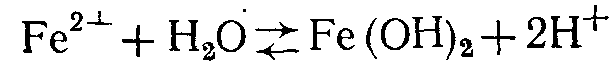 Fe²⁺ + H₂O ⇄ Fe(OH)₂ + 2H⁺